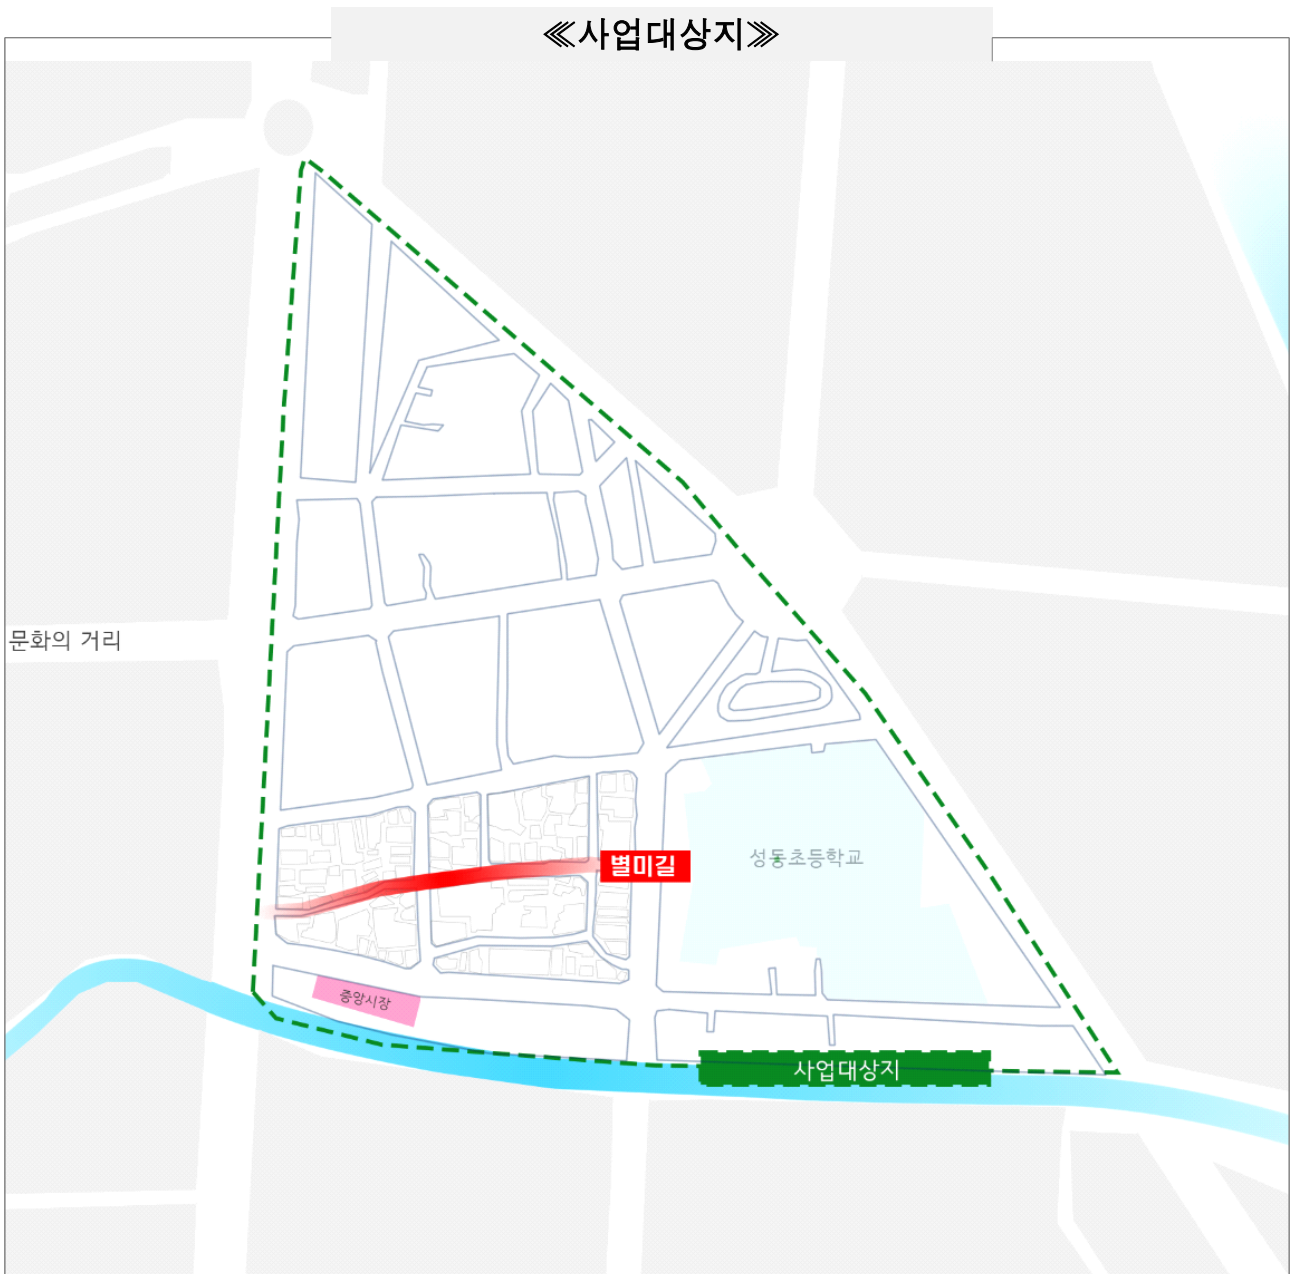 ≪사업대상지≫
문화의 거리
성동초등학교
별미길
중앙시장
사업대상지